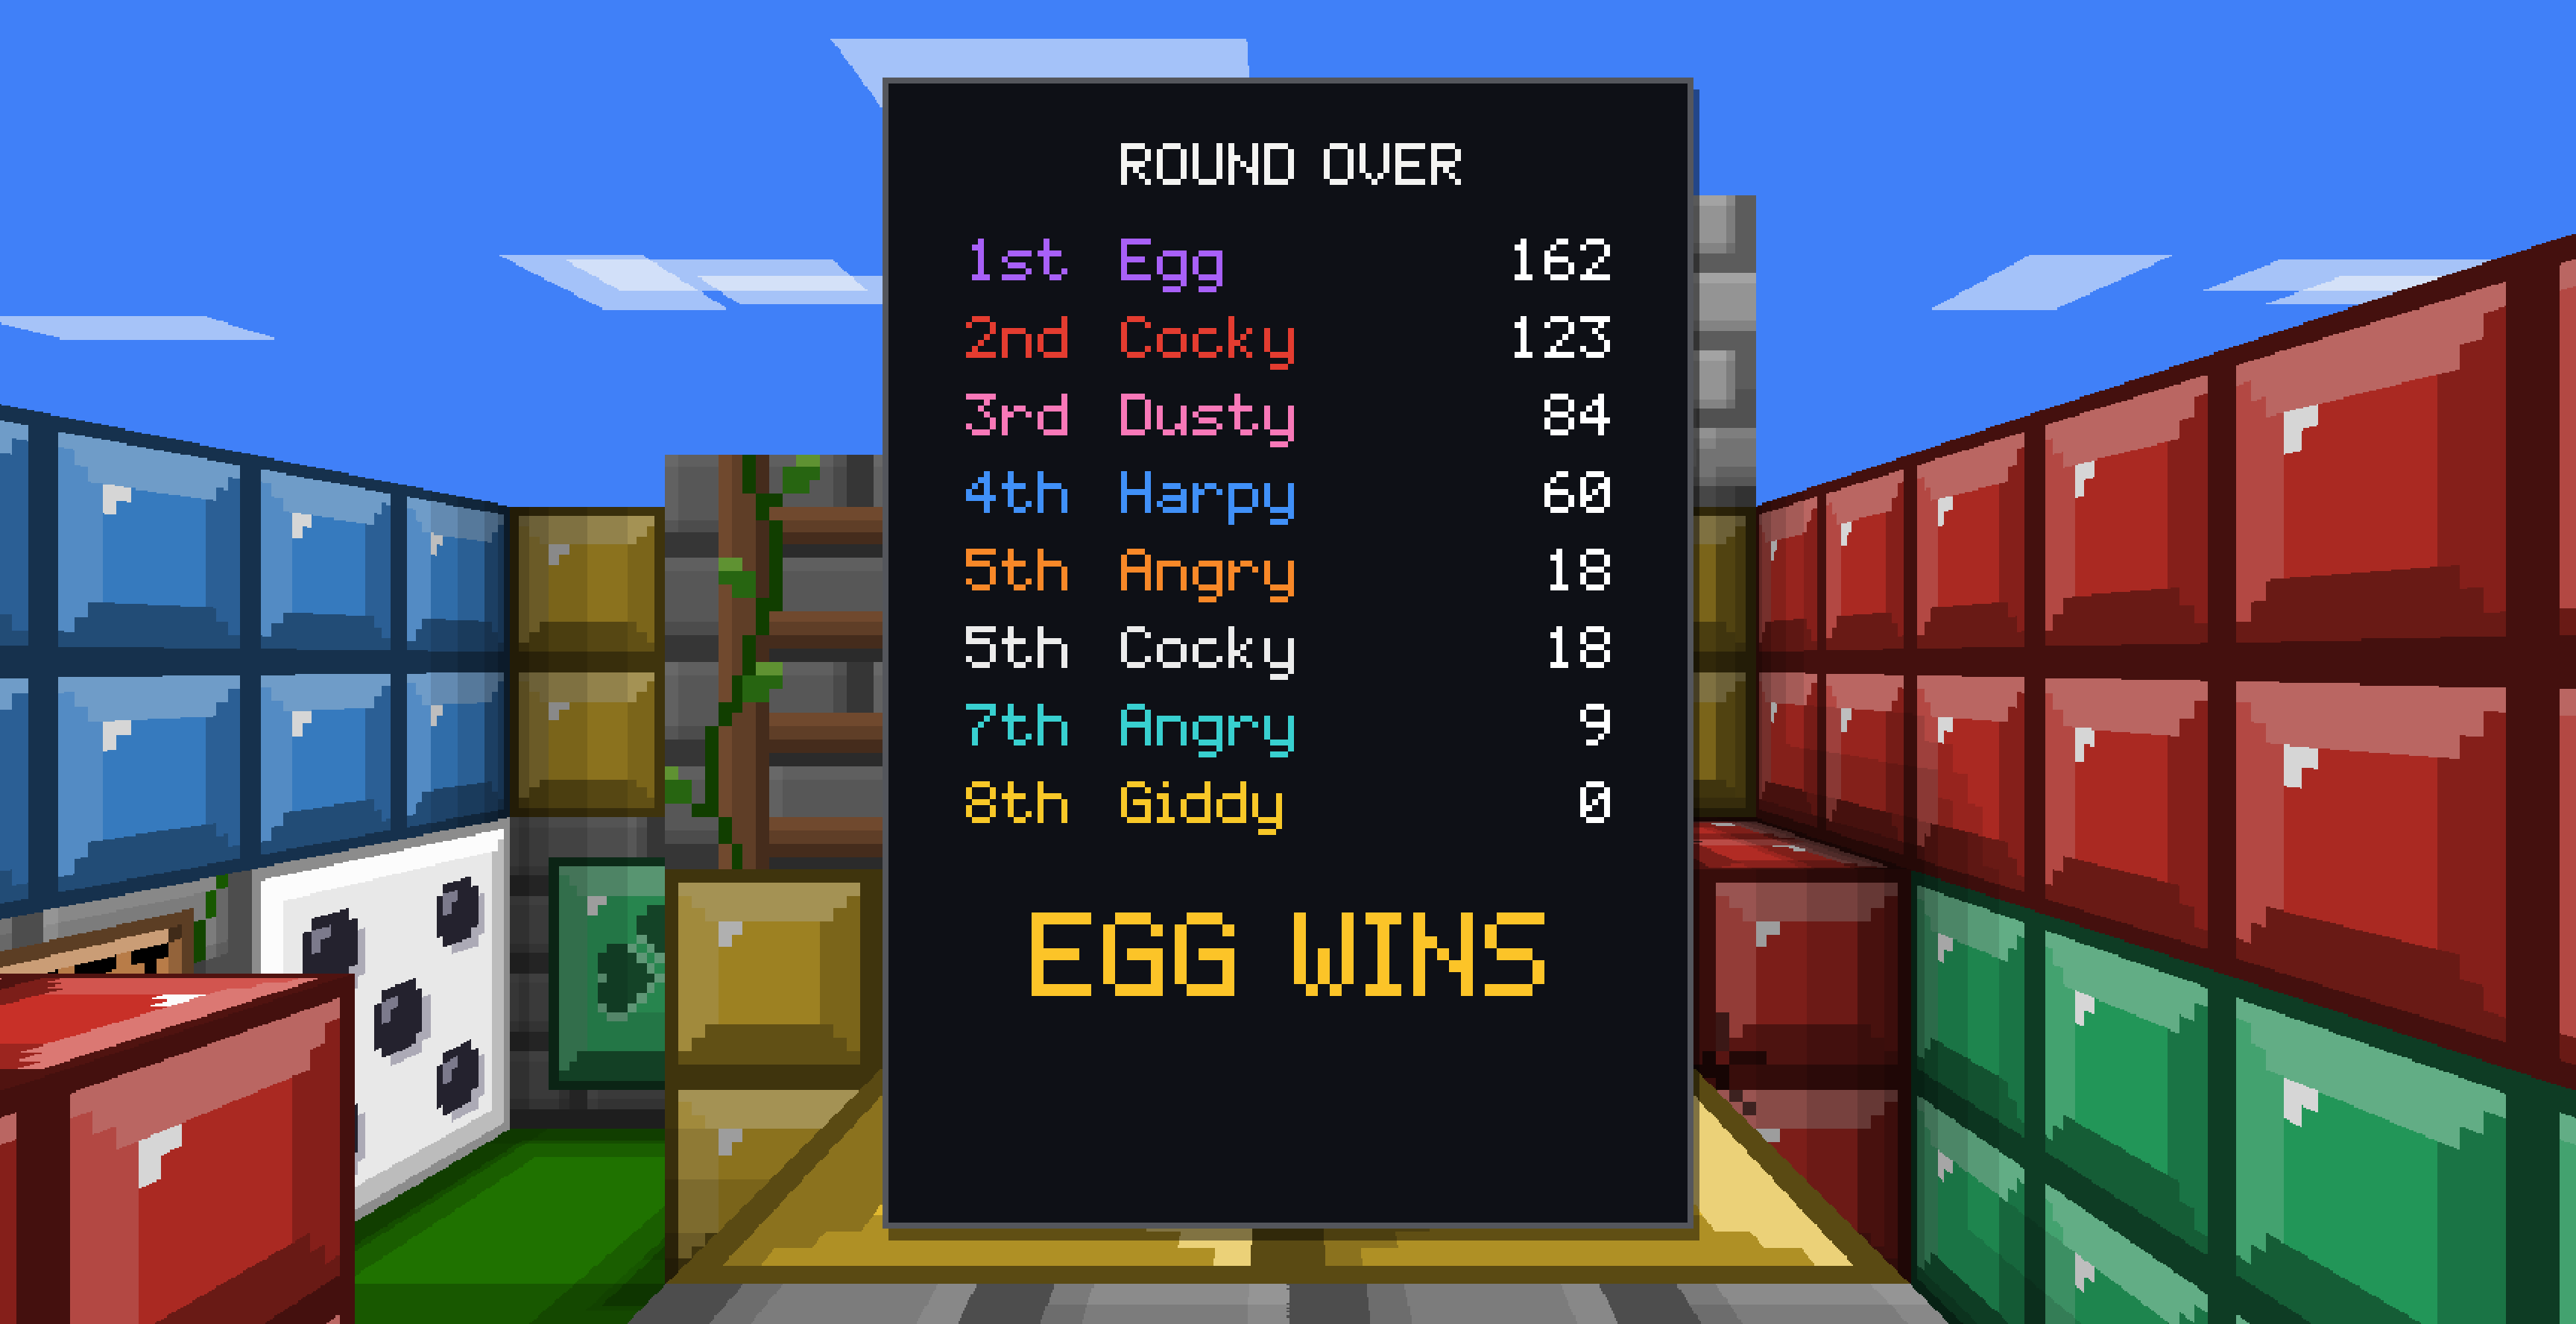 ROUND OVER
1st Egg 162
2nd Cocky 123
3rd Dusty 84
4th Harpy 60
5th Angry 18
5th Cocky 18
7th Angry 9
8th Giddy 0
EGG WINS